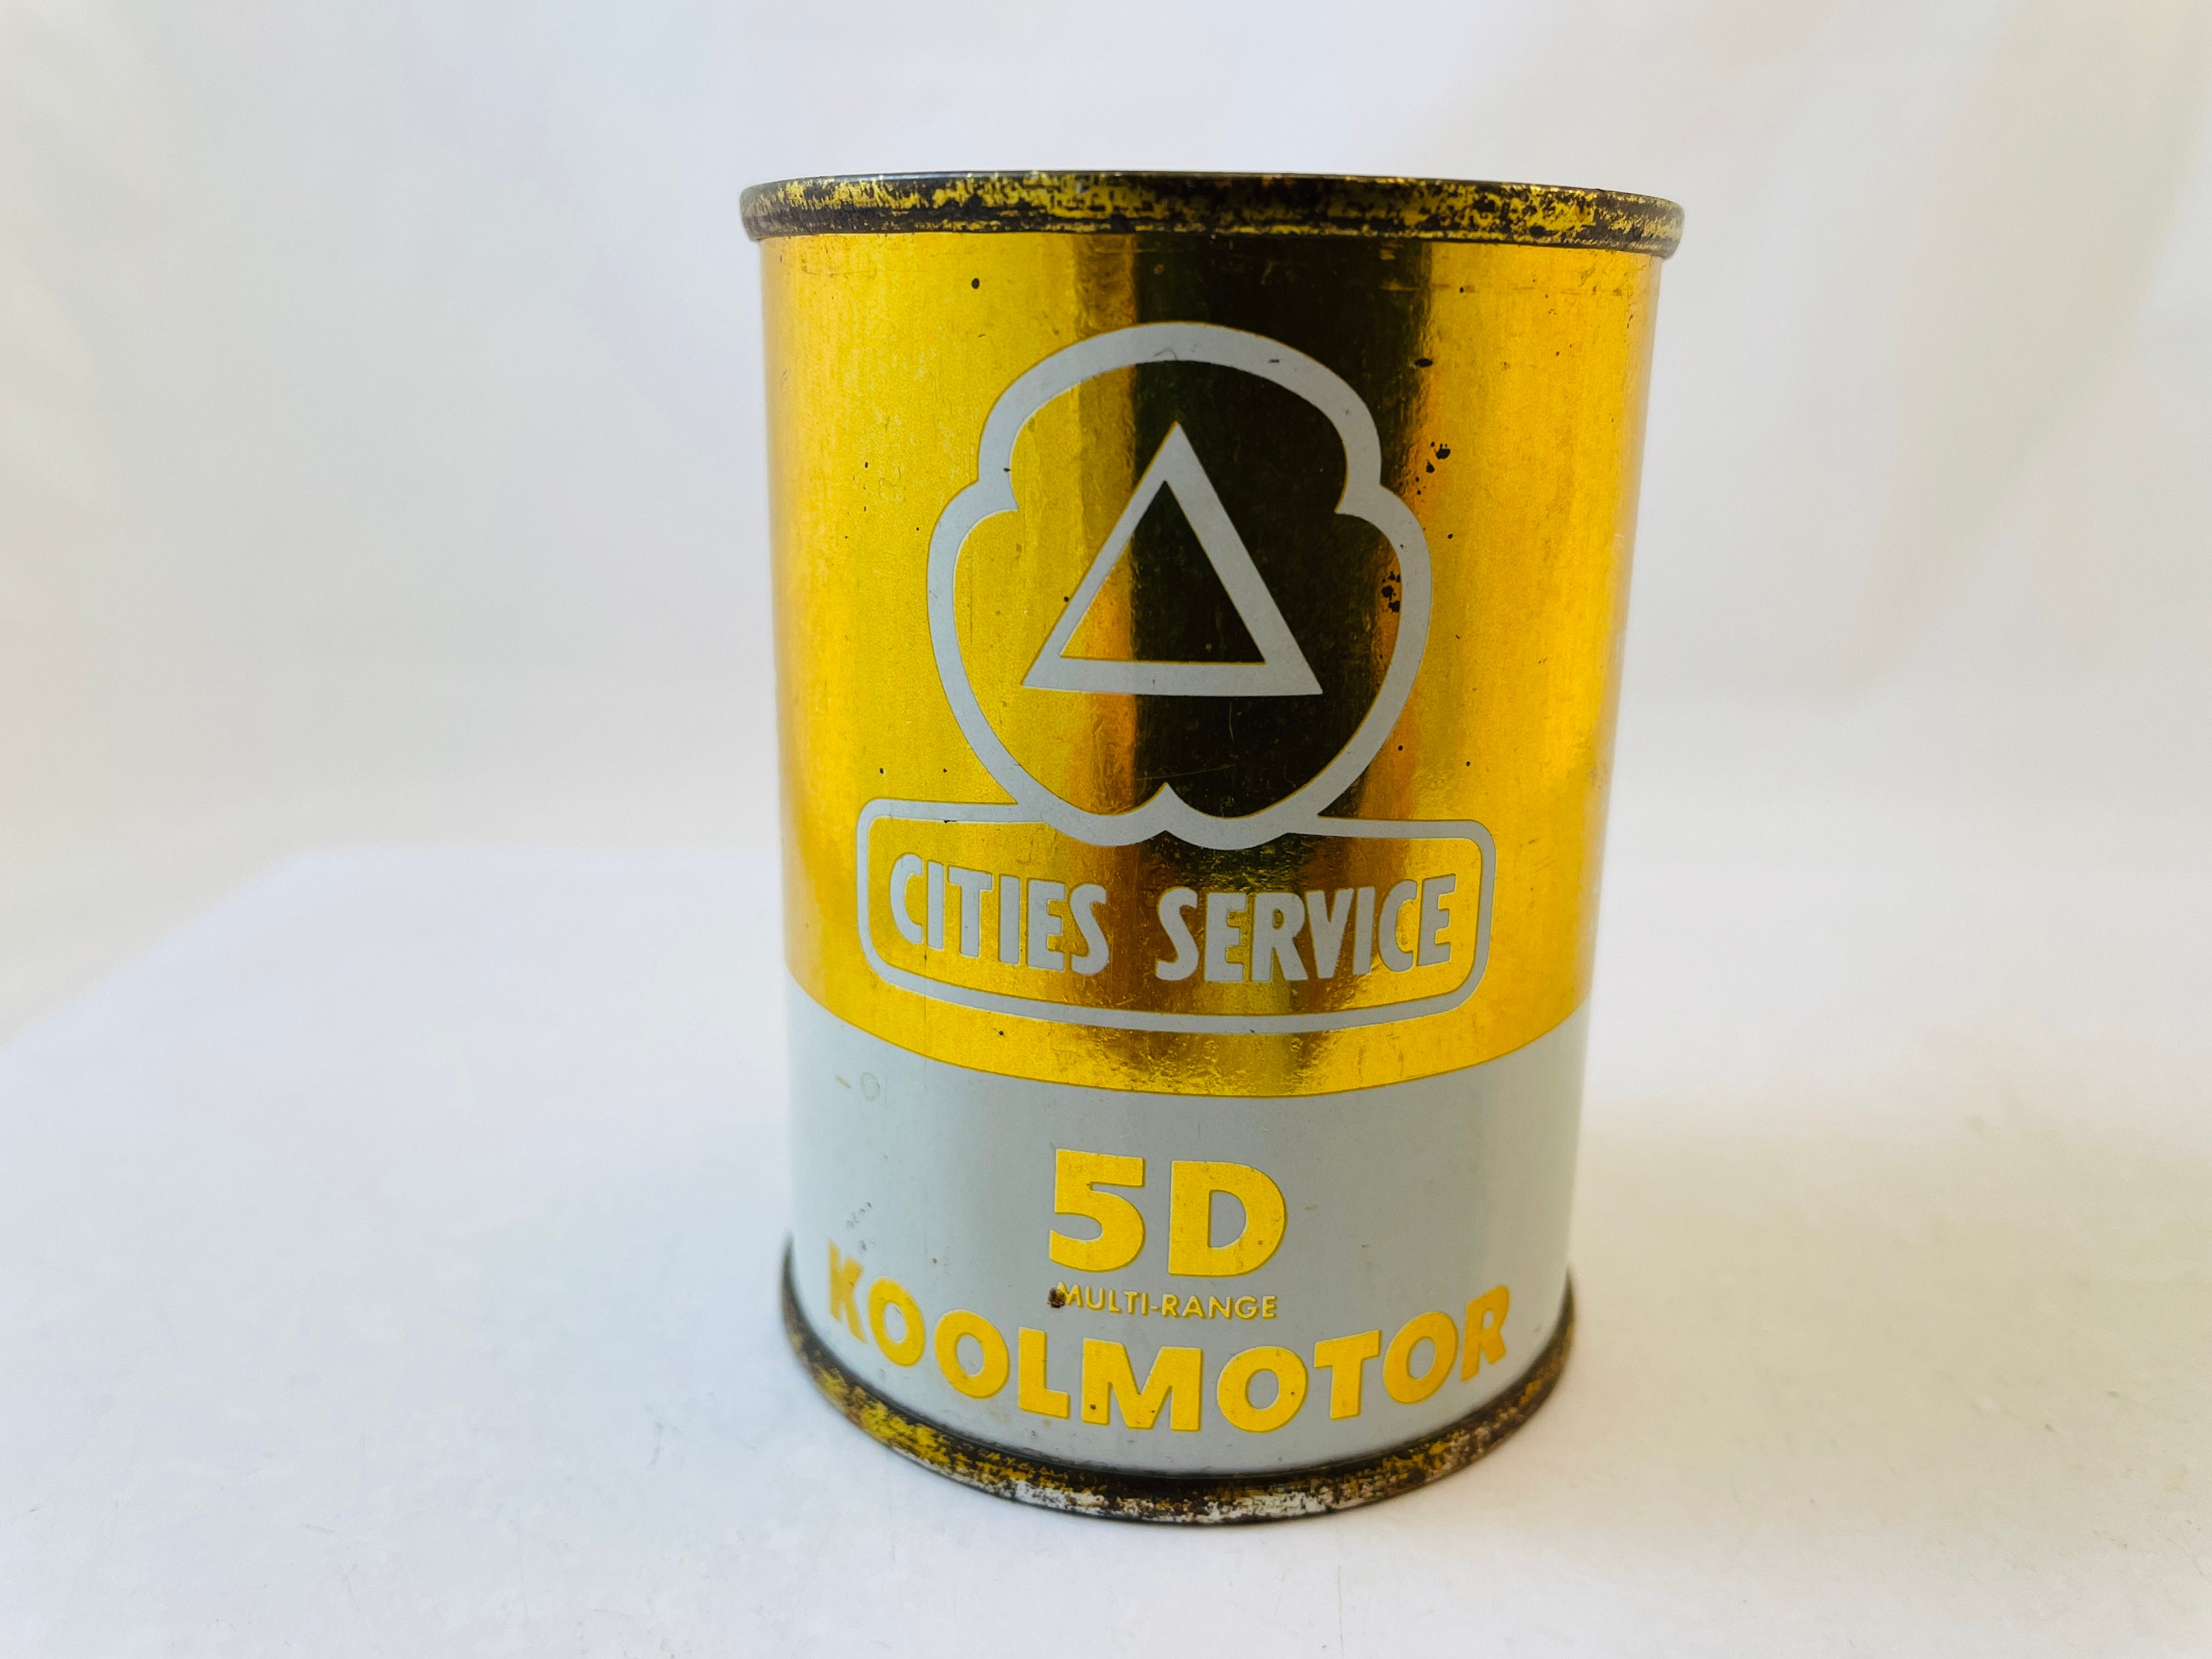 CITIES SERVICE
5D
MULTI-RANGE
KOOLMOTOR